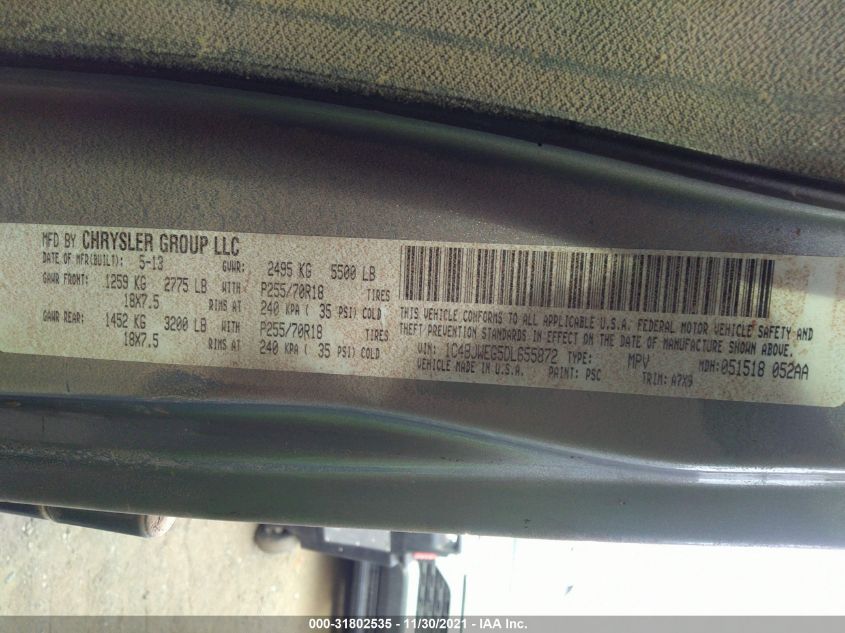 MFD BY CHRYSLER GROUP LLC
DATE OF MFR(BUILT): 5-13 GVWR: 2495 KG 5500 LB
GAWR FRONT: 1259 KG 2775 LB WITH P255/70R18 TIRES
18X7.5 RIMS AT 240 KPA ( 35 PSI) COLD
GAWR REAR: 1452 KG 3200 LB WITH P255/70R18 TIRES
18X7.5 RIMS AT 240 KPA ( 35 PSI) COLD
THIS VEHICLE CONFORMS TO ALL APPLICABLE U.S.A. FEDERAL MOTOR VEHICLE SAFETY AND
THEFT PREVENTION STANDARDS IN EFFECT ON THE DATE OF MANUFACTURE SHOWN ABOVE.
VIN: 1C4BJWEG5DL655872 TYPE: MPV MDH: 051518 052AA
VEHICLE MADE IN U.S.A. PAINT: PSC TRIM: A7X9
000-31802535 - 11/30/2021 - IAA Inc.